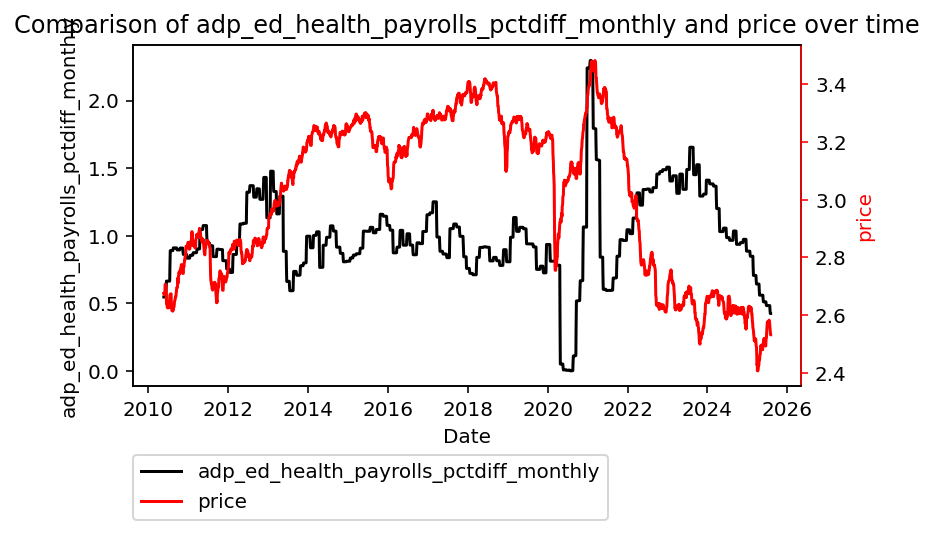 Comparison of adp_ed_health_payrolls_pctdiff_monthly and price over time
adp_ed_health_payrolls_pctdiff_monthly
2.0
1.5
1.0
0.5
0.0
3.4
3.2
3.0
2.8
2.6
2.4
price
2010 2012 2014 2016 2018 2020 2022 2024 2026
Date
adp_ed_health_payrolls_pctdiff_monthly
price